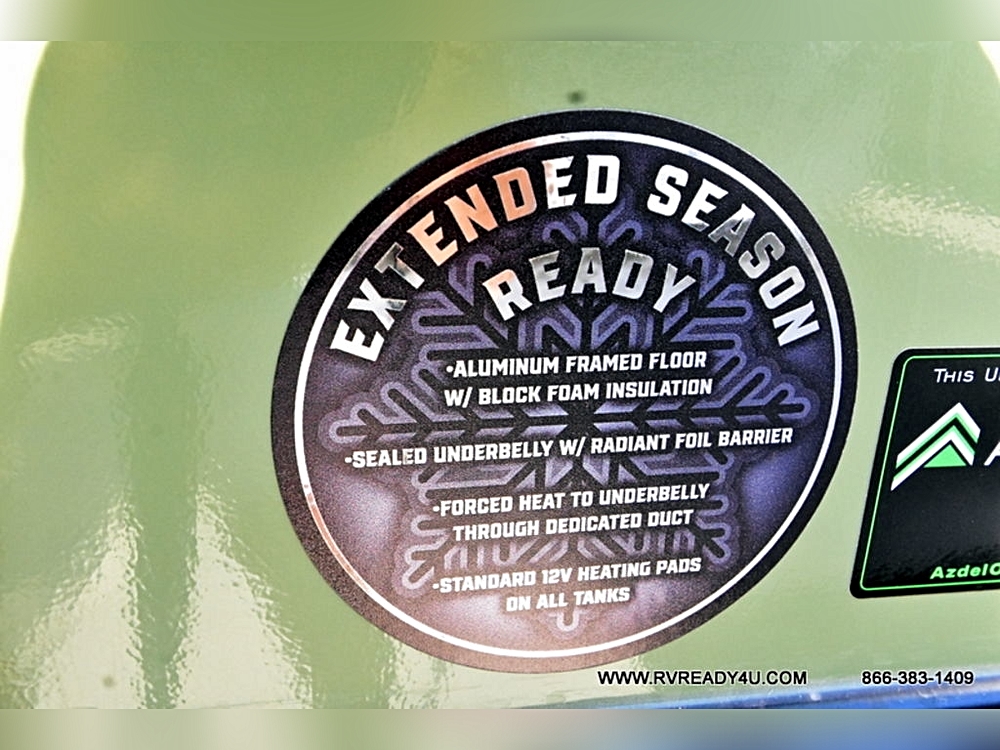 EXTENDED SEASON
READY
•ALUMINUM FRAMED FLOOR
W/ BLOCK FOAM INSULATION
•SEALED UNDERBELLY W/ RADIANT FOIL BARRIER
•FORCED HEAT TO UNDERBELLY
THROUGH DEDICATED DUCT
•STANDARD 12V HEATING PADS
ON ALL TANKS
THIS
WWW.RVREADY4U.COM 866-383-1409